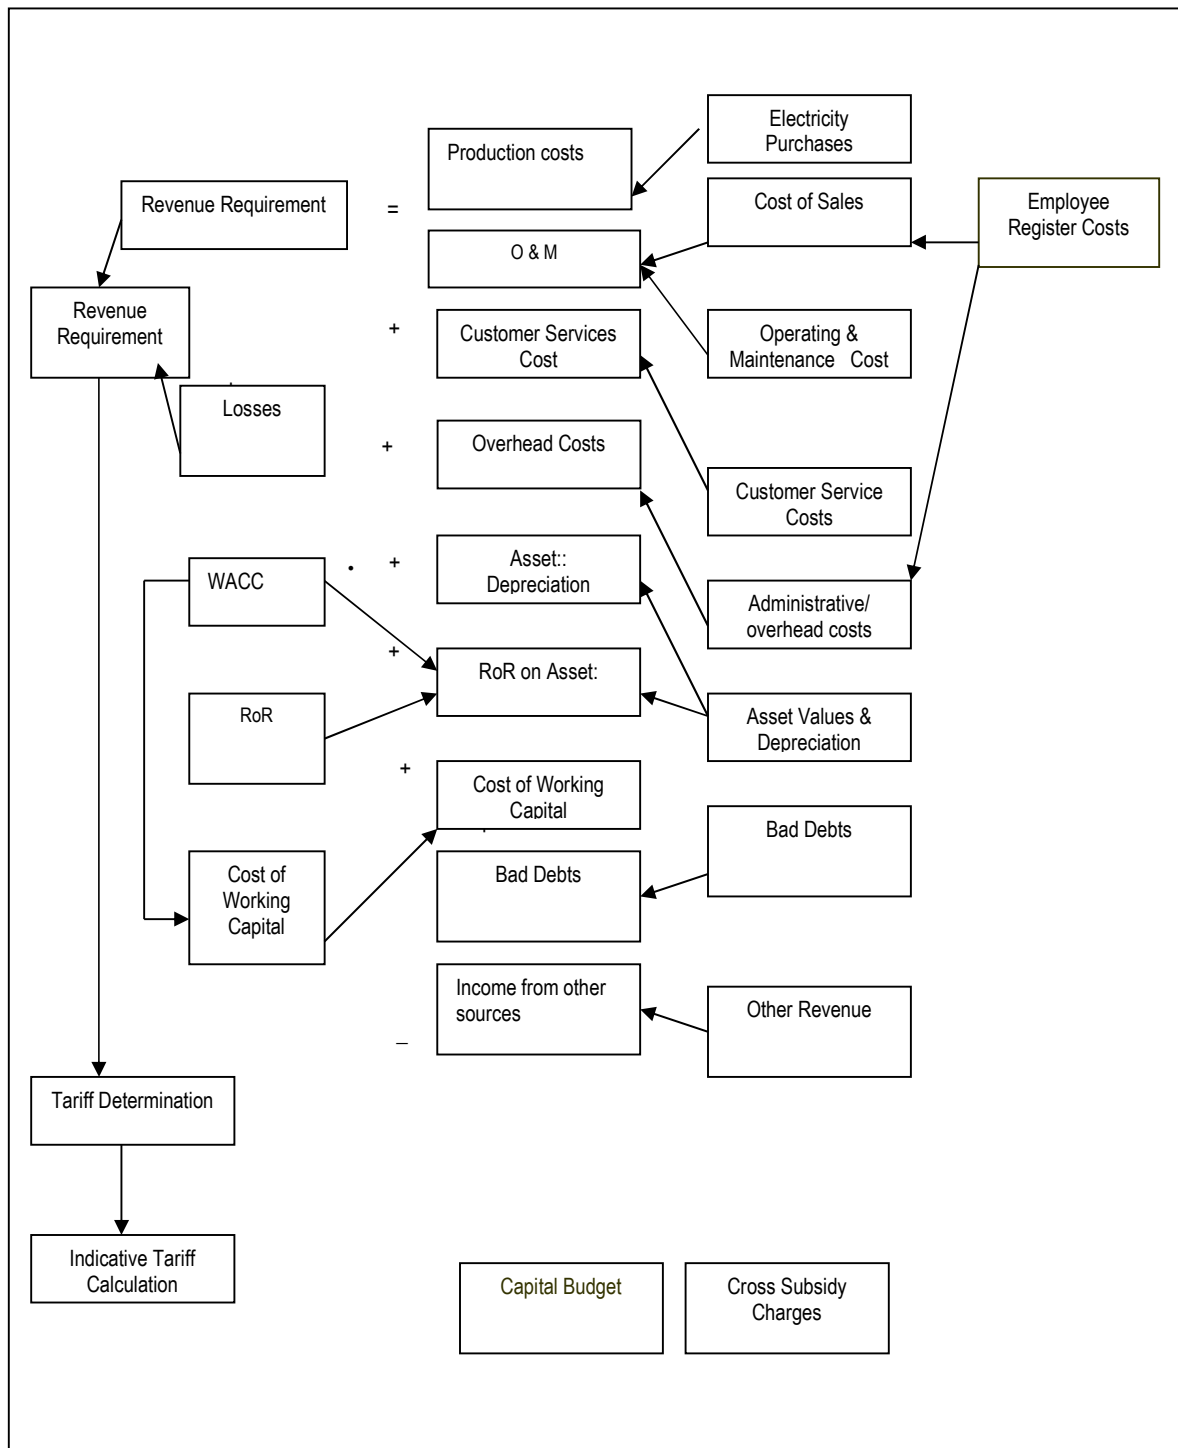 Electricity
Purchases
Production costs
Revenue Requirement
=
Cost of Sales
Employee
Register Costs
O & M
Revenue
Requirement
+
Customer Services
Cost
Operating &
Maintenance Cost
Losses
+
Overhead Costs
Customer Service
Costs
WACC
+
Asset::
Depreciation
Administrative/
overhead costs
+
RoR on Asset:
RoR
Asset Values &
Depreciation
+
Cost of Working
Capital
Bad Debts
Cost of
Working
Capital
Bad Debts
Income from other
sources
Other Revenue
–
Tariff Determination
Indicative Tariff
Calculation
Capital Budget
Cross Subsidy
Charges